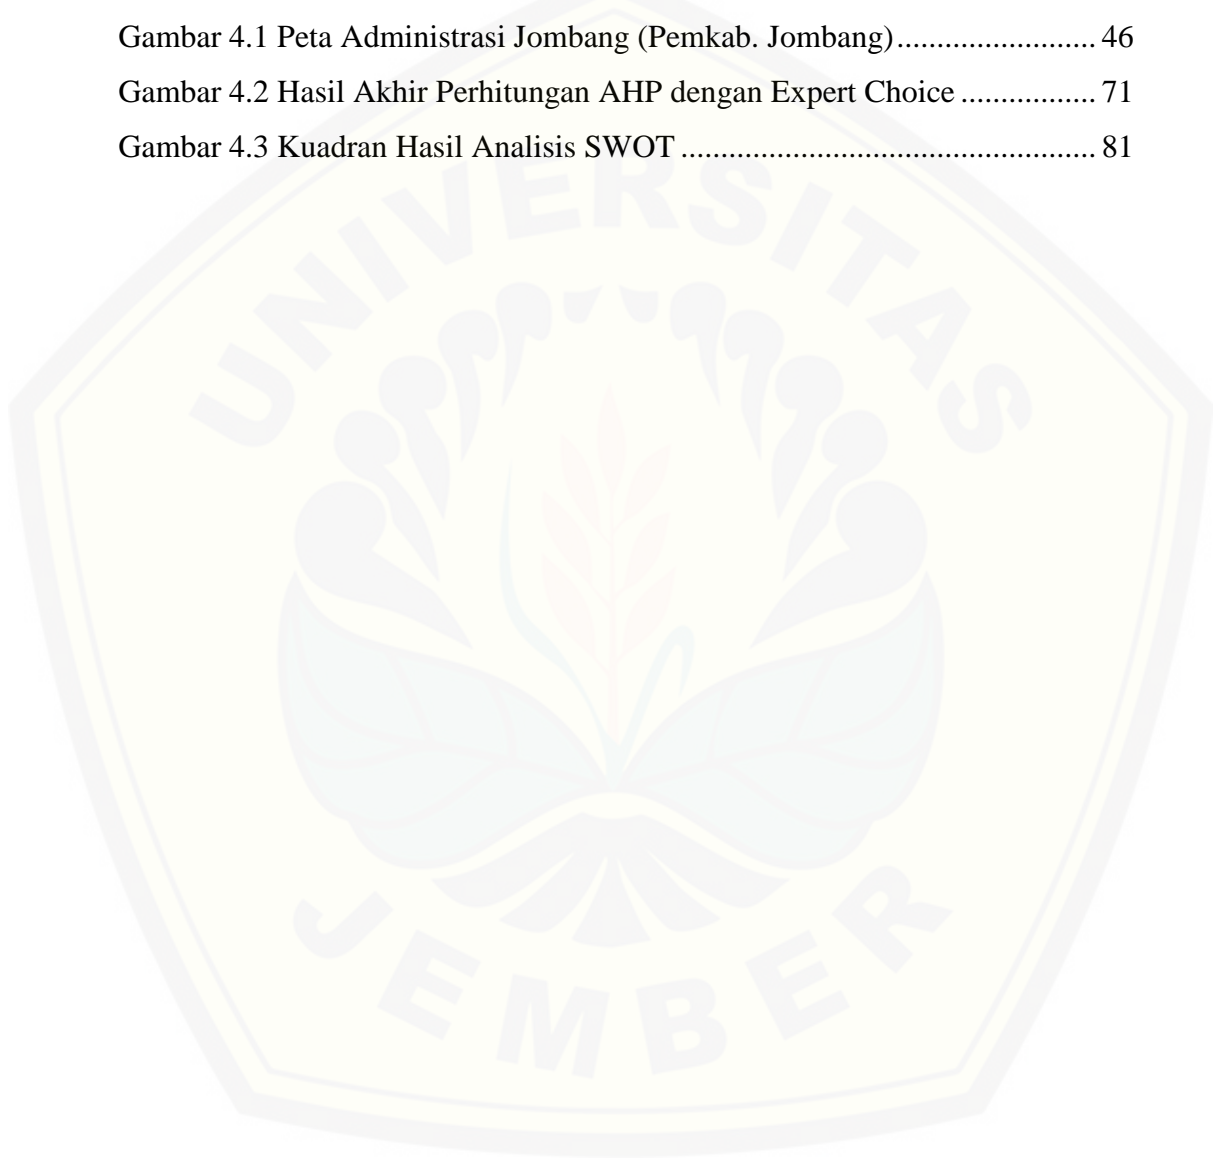 Gambar 4.1 Peta Administrasi Jombang (Pemkab. Jombang)......................... 46
Gambar 4.2 Hasil Akhir Perhitungan AHP dengan Expert Choice ................. 71
Gambar 4.3 Kuadran Hasil Analisis SWOT .................................................... 81
UNIVERSITAS
JEMBER